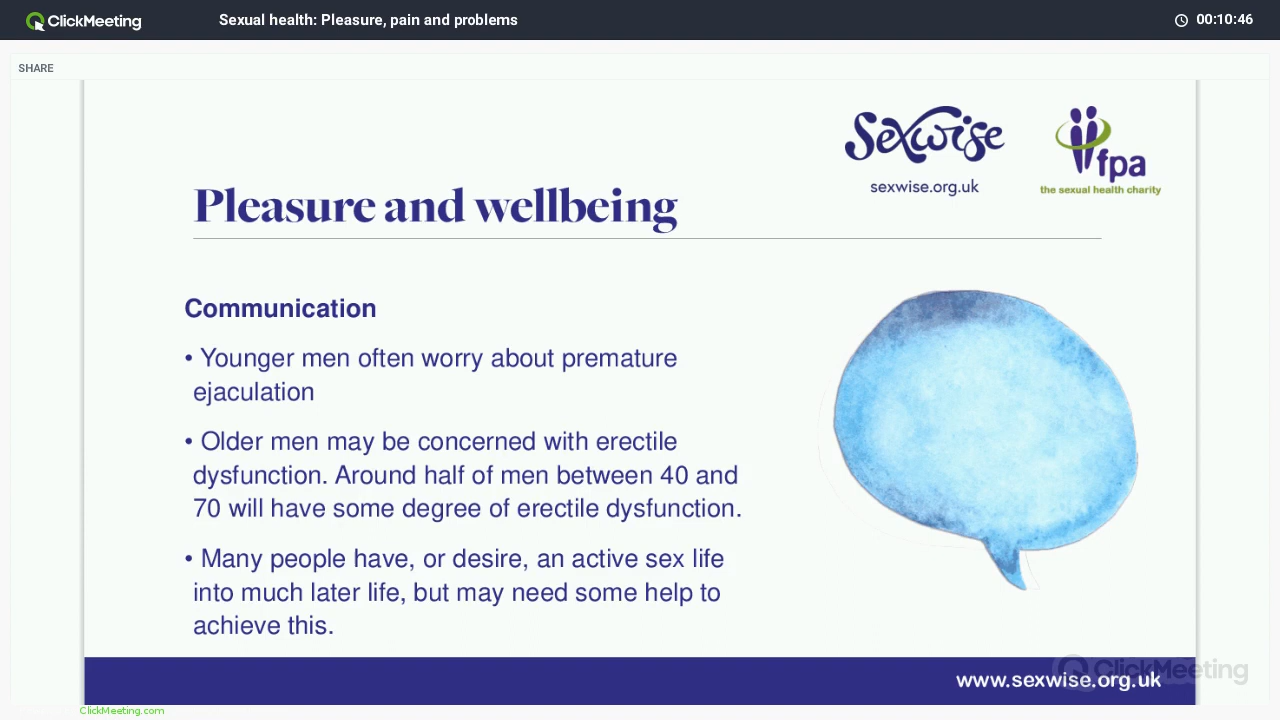 ClickMeeting
Sexual health: Pleasure, pain and problems
00:10:46
SHARE
Sexwise
sexwise.org.uk
fpa
the sexual health charity
Pleasure and wellbeing
Communication
• Younger men often worry about premature
ejaculation
• Older men may be concerned with erectile
dysfunction. Around half of men between 40 and
70 will have some degree of erectile dysfunction.
• Many people have, or desire, an active sex life
into much later life, but may need some help to
achieve this.
ClickMeeting
www.sexwise.org.uk
ClickMeeting.com